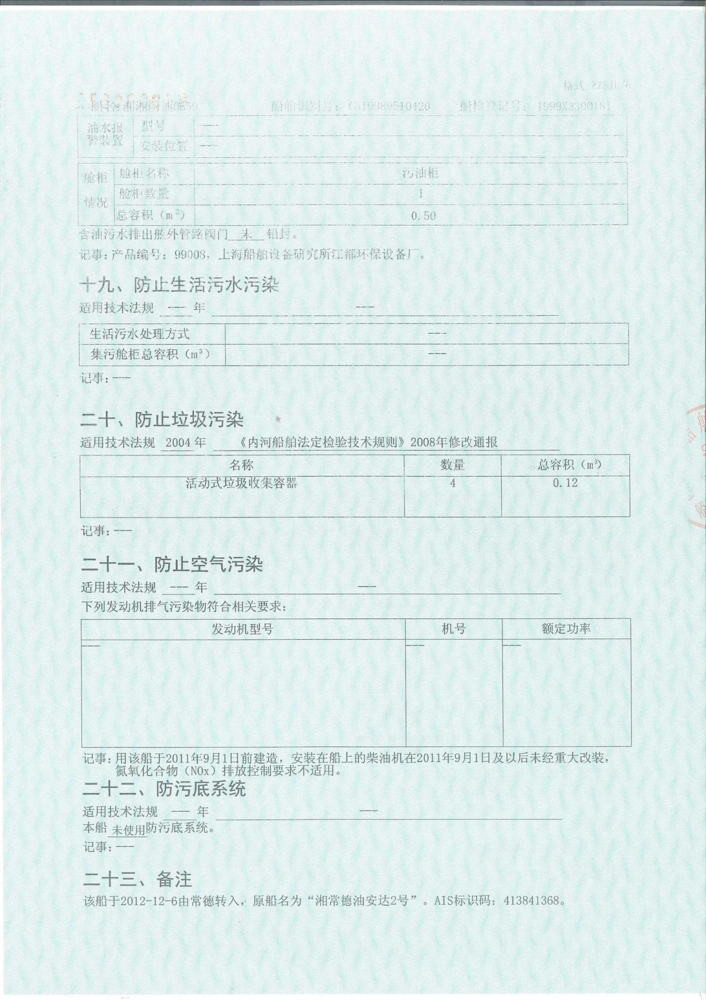 格式 ZZSJL/6
船名:湘湘阴油0659 船舶识别号:CN19989510420 船检登记号:1999X3300181
油水报警装置 型号 ---
安装位置 ---
舱柜情况 舱柜名称 污油柜
舱柜数量 1
总容积(m³) 0.50
含油污水排出舷外管路阀门 未 铅封。
记事:产品编号:99008,上海船舶设备研究所江都环保设备厂。
十九、防止生活污水污染
适用技术法规 --- 年 ---
生活污水处理方式 ---
集污舱柜总容积(m³) ---
记事:---
二十、防止垃圾污染
适用技术法规 2004 年 《内河船舶法定检验技术规则》2008年修改通报
名称 数量 总容积(m³)
活动式垃圾收集容器 4 0.12
记事:---
二十一、防止空气污染
适用技术法规 --- 年 ---
下列发动机排气污染物符合相关要求:
发动机型号 机号 额定功率
--- --- ---
记事:用该船于2011年9月1日前建造,安装在船上的柴油机在2011年9月1日及以后未经重大改装,
氮氧化合物(NOx)排放控制要求不适用。
二十二、防污底系统
适用技术法规 --- 年 ---
本船 未使用防污底系统。
记事:---
二十三、备注
该船于2012-12-6由常德转入,原船名为“湘常德油安达2号”。AIS标识码:413841368。